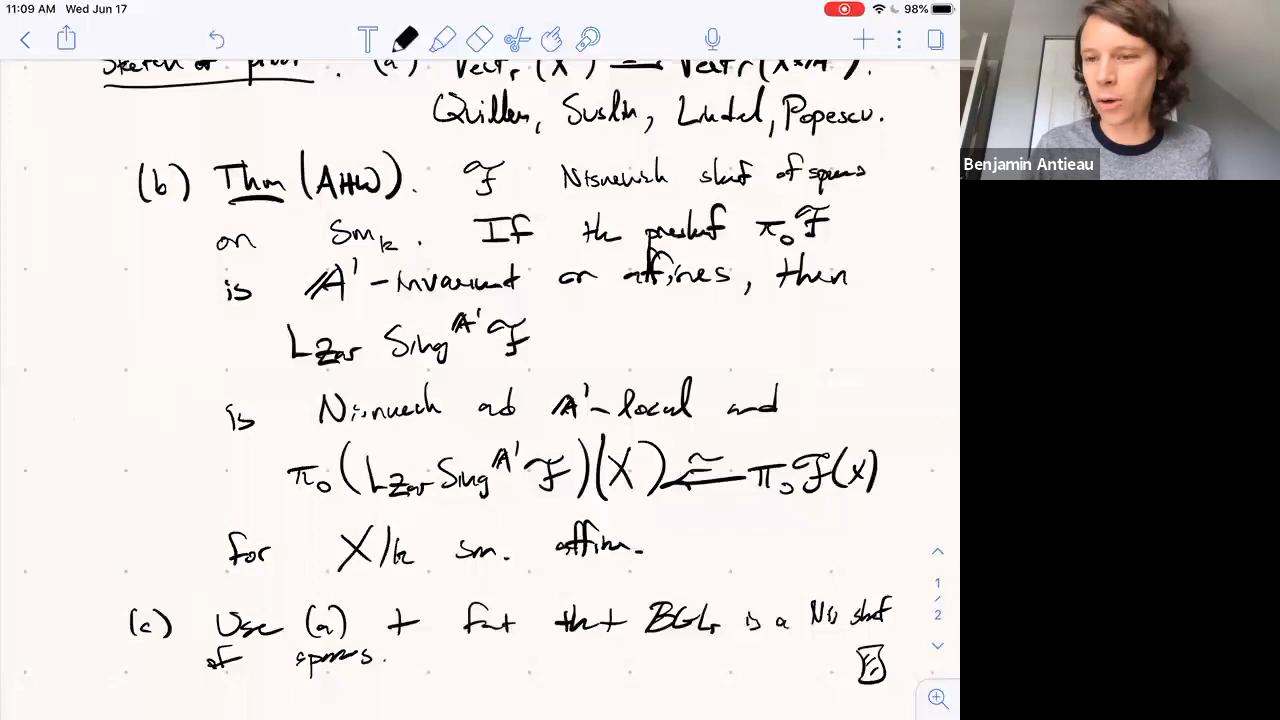 11:09 AM Wed Jun 17
98%
T
Sketch of proof. (a) Vect_r(X) ≅ Vect_r(X×A¹).
Quillen, Suslin, Lindel, Popescu.
Benjamin Antieau
(b) Thm (AHW). F Nisnevich sheaf of spaces
on Sm_k. If the presheaf π₀F
is A¹-invariant on affines, then
L_Zar Sing^A¹ F
is Nisnevich and A¹-local and
π₀(L_Zar Sing^A¹ F)(X) ≅ π₀F(X)
for X/k sm. affine.
(c) Use (a) + fact that BGL_r is a Nis sheaf
of spaces.
1
/
2